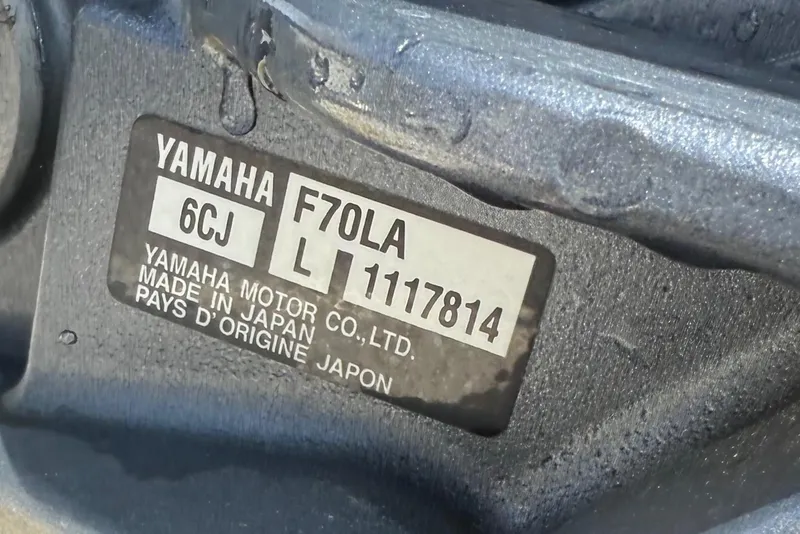 YAMAHA
6CJ
F70LA
L 1117814
YAMAHA MOTOR CO.,LTD.
MADE IN JAPAN
PAYS D'ORIGINE JAPON